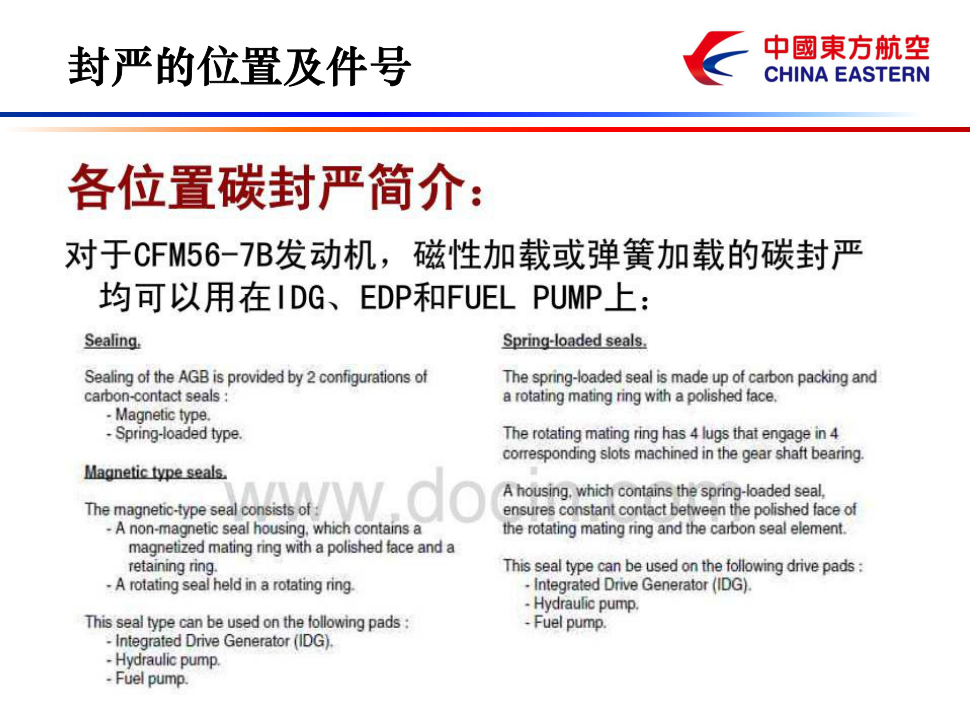 封严的位置及件号
中國東方航空
CHINA EASTERN
各位置碳封严简介：
对于CFM56-7B发动机，磁性加载或弹簧加载的碳封严
均可以用在IDG、EDP和FUEL PUMP上：
Sealing.
Sealing of the AGB is provided by 2 configurations of
carbon-contact seals :
- Magnetic type.
- Spring-loaded type.
Magnetic type seals.
The magnetic-type seal consists of :
- A non-magnetic seal housing, which contains a
magnetized mating ring with a polished face and a
retaining ring.
- A rotating seal held in a rotating ring.
This seal type can be used on the following pads :
- Integrated Drive Generator (IDG).
- Hydraulic pump.
- Fuel pump.
Spring-loaded seals.
The spring-loaded seal is made up of carbon packing and
a rotating mating ring with a polished face.
The rotating mating ring has 4 lugs that engage in 4
corresponding slots machined in the gear shaft bearing.
A housing, which contains the spring-loaded seal,
ensures constant contact between the polished face of
the rotating mating ring and the carbon seal element.
This seal type can be used on the following drive pads :
- Integrated Drive Generator (IDG).
- Hydraulic pump.
- Fuel pump.
www.docin.com